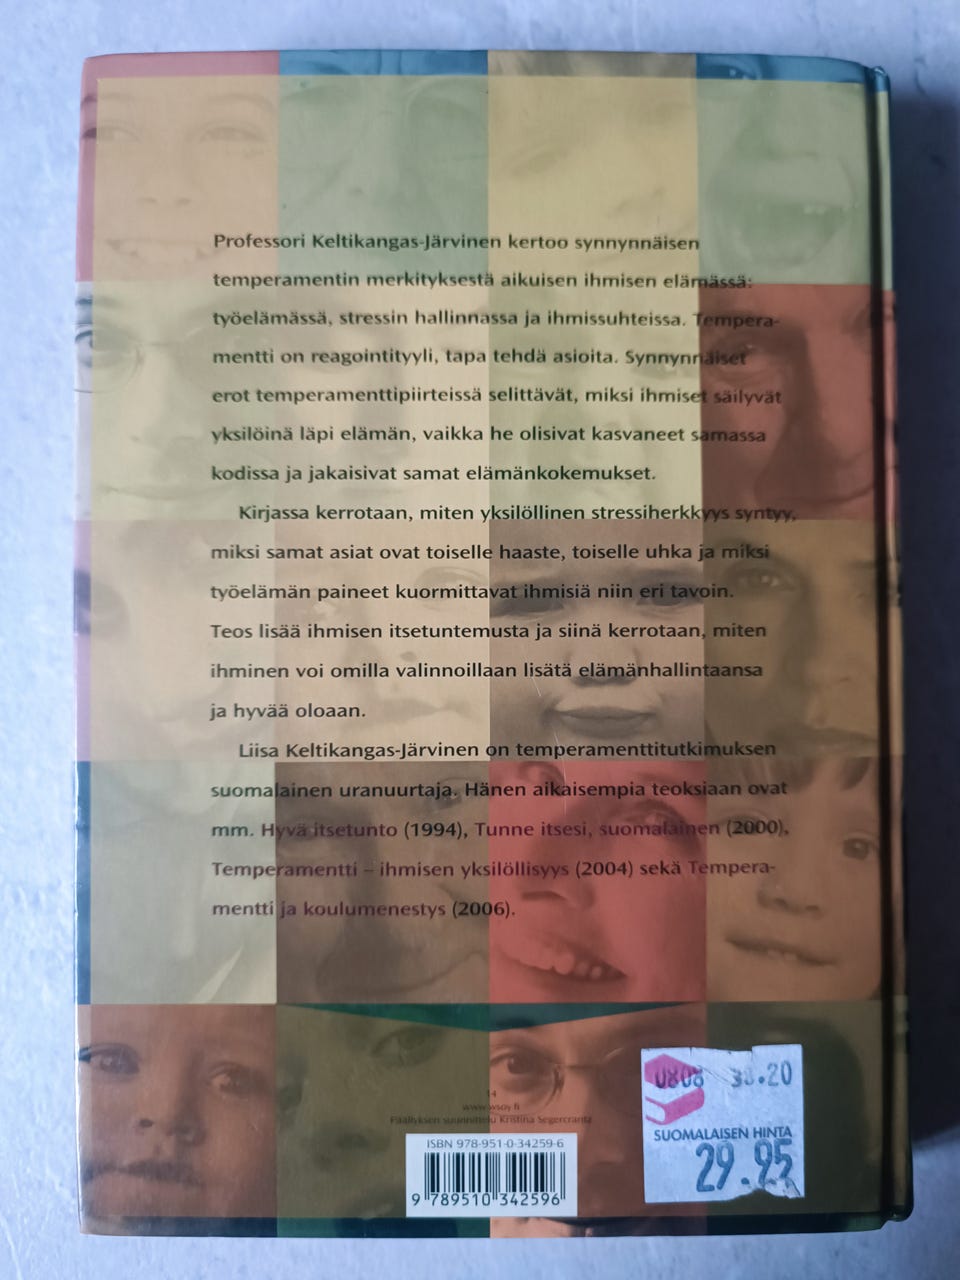 Professori Keltikangas-Järvinen kertoo synnynnäisen
temperamentin merkityksestä aikuisen ihmisen elämässä:
työelämässä, stressin hallinnassa ja ihmissuhteissa. Tempera-
mentti on reagointityyli, tapa tehdä asioita. Synnynnäiset
erot temperamenttipiirteissä selittävät, miksi ihmiset säilyvät
yksilöinä läpi elämän, vaikka he olisivat kasvaneet samassa
kodissa ja jakaisivat samat elämänkokemukset.
Kirjassa kerrotaan, miten yksilöllinen stressiherkkyys syntyy,
miksi samat asiat ovat toiselle haaste, toiselle uhka ja miksi
työelämän paineet kuormittavat ihmisiä niin eri tavoin.
Teos lisää ihmisen itsetuntemusta ja siinä kerrotaan, miten
ihminen voi omilla valinnoillaan lisätä elämänhallintaansa
ja hyvää oloaan.
Liisa Keltikangas-Järvinen on temperamenttitutkimuksen
suomalainen uranuurtaja. Hänen aikaisempia teoksiaan ovat
mm. Hyvä itsetunto (1994), Tunne itsesi, suomalainen (2000),
Temperamentti – ihmisen yksilöllisyys (2004) sekä Tempera-
mentti ja koulumenestys (2006).
14
www.wsoy.fi
Päällyksen suunnittelu Kristina Segercrantz
ISBN 978-951-0-34259-6
9 789510 342596
0808
SUOMALAISEN HINTA
29.95